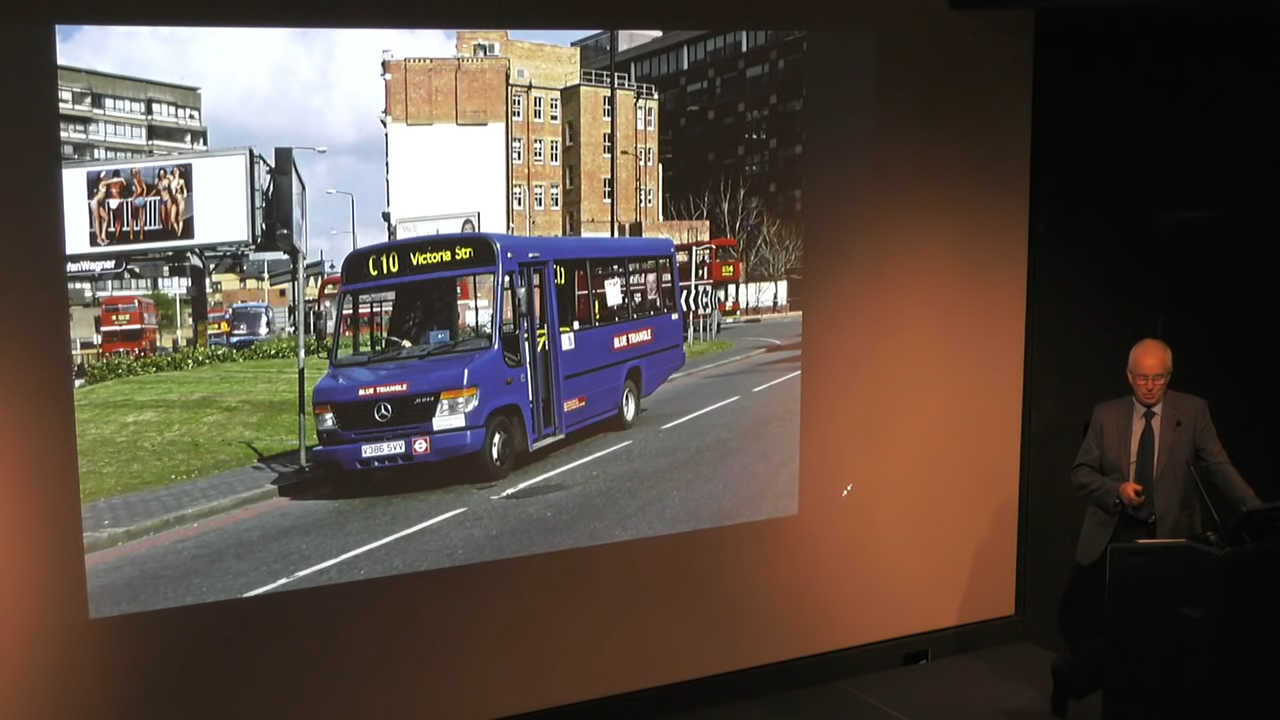 VanWagner
C10 Victoria Stn
BLUE TRIANGLE
BLUE TRIANGLE
V386 SVV